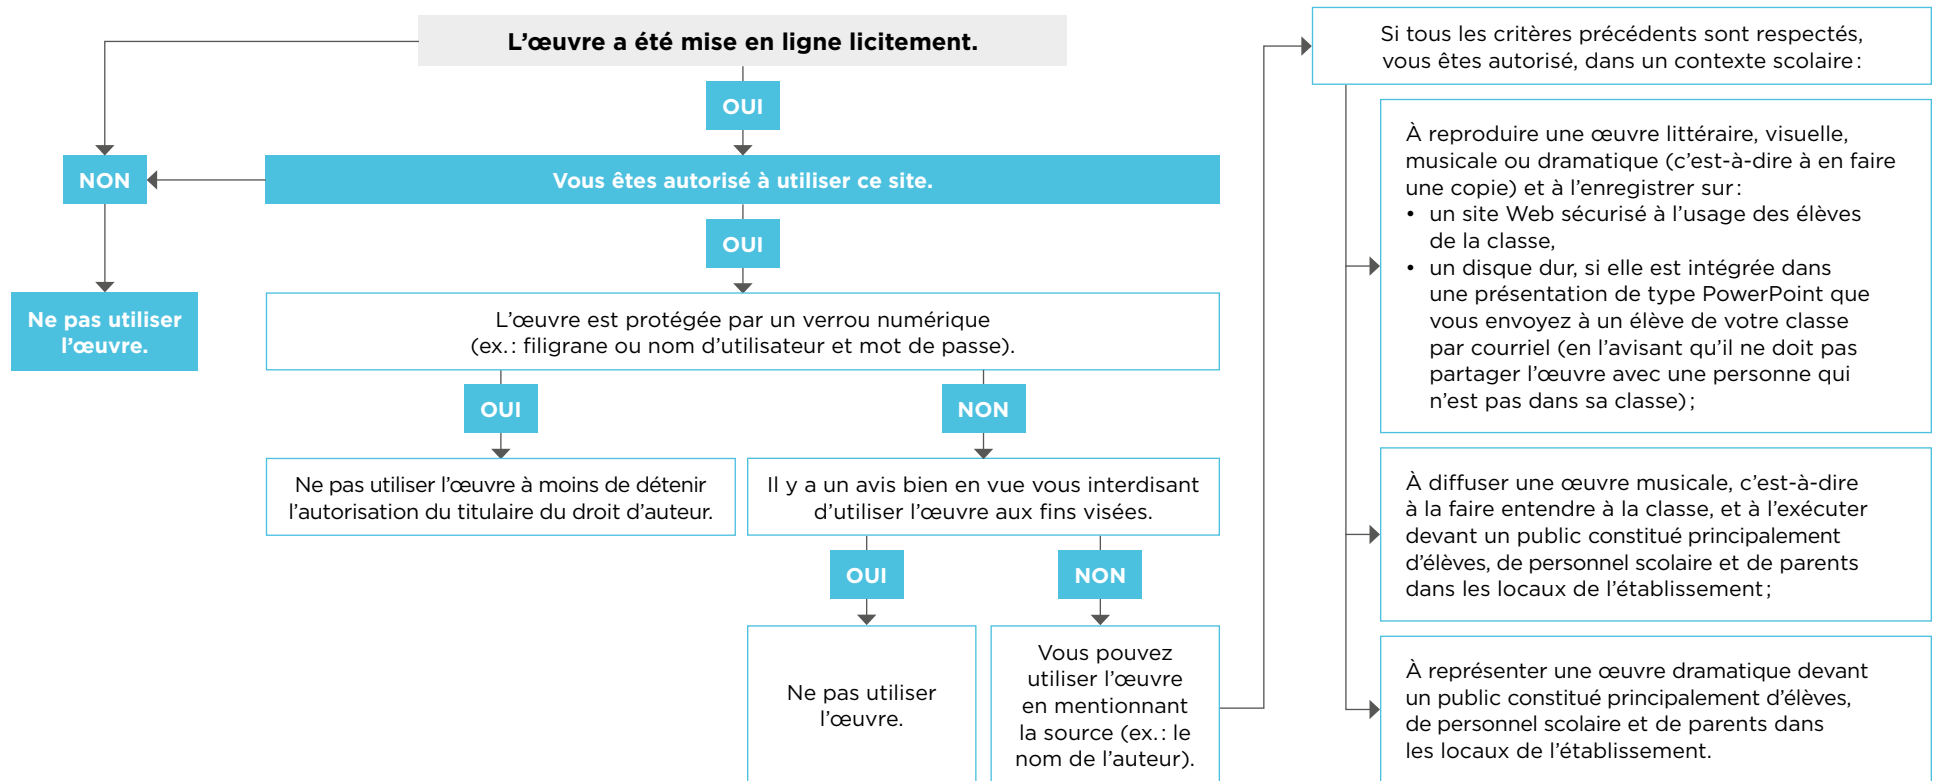 L’œuvre a été mise en ligne licitement.
OUI
NON
Vous êtes autorisé à utiliser ce site.
OUI
Ne pas utiliser
l’œuvre.
L’œuvre est protégée par un verrou numérique
(ex.: filigrane ou nom d’utilisateur et mot de passe).
OUI
NON
Ne pas utiliser l’œuvre à moins de détenir
l’autorisation du titulaire du droit d’auteur.
Il y a un avis bien en vue vous interdisant
d’utiliser l’œuvre aux fins visées.
OUI
NON
Ne pas utiliser
l’œuvre.
Vous pouvez
utiliser l’œuvre
en mentionnant
la source (ex.: le
nom de l’auteur).
Si tous les critères précédents sont respectés,
vous êtes autorisé, dans un contexte scolaire:
À reproduire une œuvre littéraire, visuelle,
musicale ou dramatique (c’est-à-dire à en faire
une copie) et à l’enregistrer sur:
• un site Web sécurisé à l’usage des élèves
de la classe,
• un disque dur, si elle est intégrée dans
une présentation de type PowerPoint que
vous envoyez à un élève de votre classe
par courriel (en l’avisant qu’il ne doit pas
partager l’œuvre avec une personne qui
n’est pas dans sa classe);
À diffuser une œuvre musicale, c’est-à-dire
à la faire entendre à la classe, et à l’exécuter
devant un public constitué principalement
d’élèves, de personnel scolaire et de parents
dans les locaux de l’établissement;
À représenter une œuvre dramatique devant
un public constitué principalement d’élèves,
de personnel scolaire et de parents dans
les locaux de l’établissement.